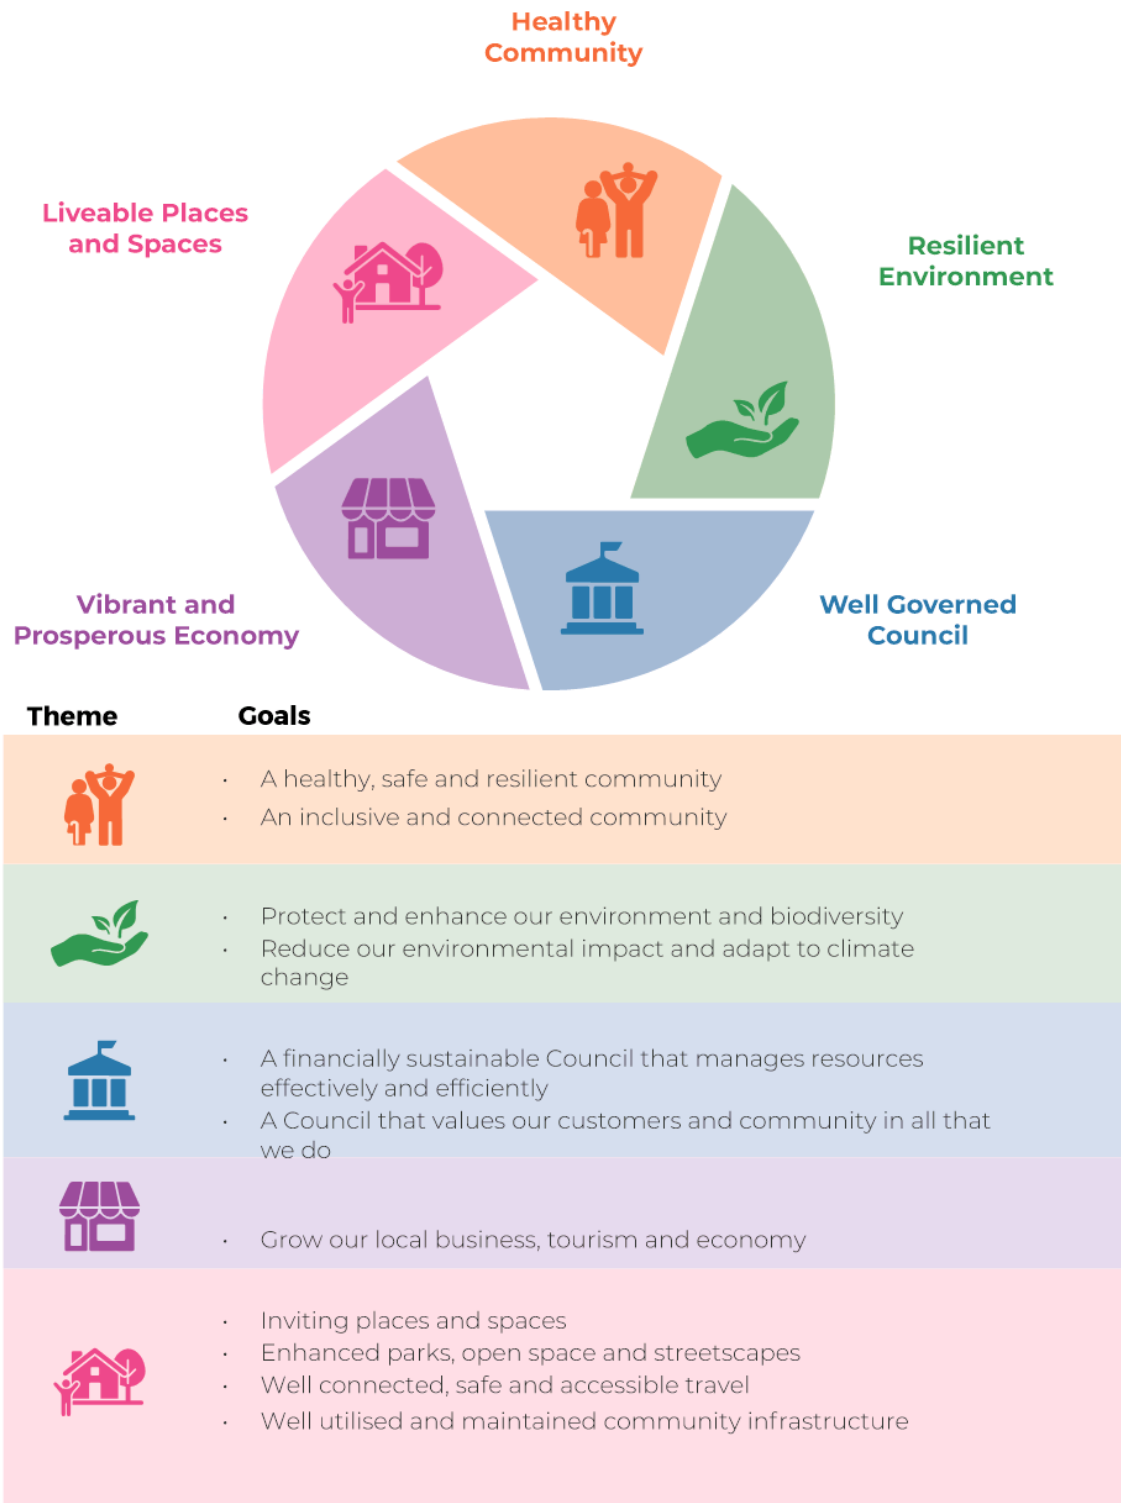 Healthy
Community
Liveable Places
and Spaces
Resilient
Environment
Vibrant and
Prosperous Economy
Well Governed
Council
Theme Goals
• A healthy, safe and resilient community
• An inclusive and connected community
• Protect and enhance our environment and biodiversity
• Reduce our environmental impact and adapt to climate
change
• A financially sustainable Council that manages resources
effectively and efficiently
• A Council that values our customers and community in all that
we do
• Grow our local business, tourism and economy
• Inviting places and spaces
• Enhanced parks, open space and streetscapes
• Well connected, safe and accessible travel
• Well utilised and maintained community infrastructure